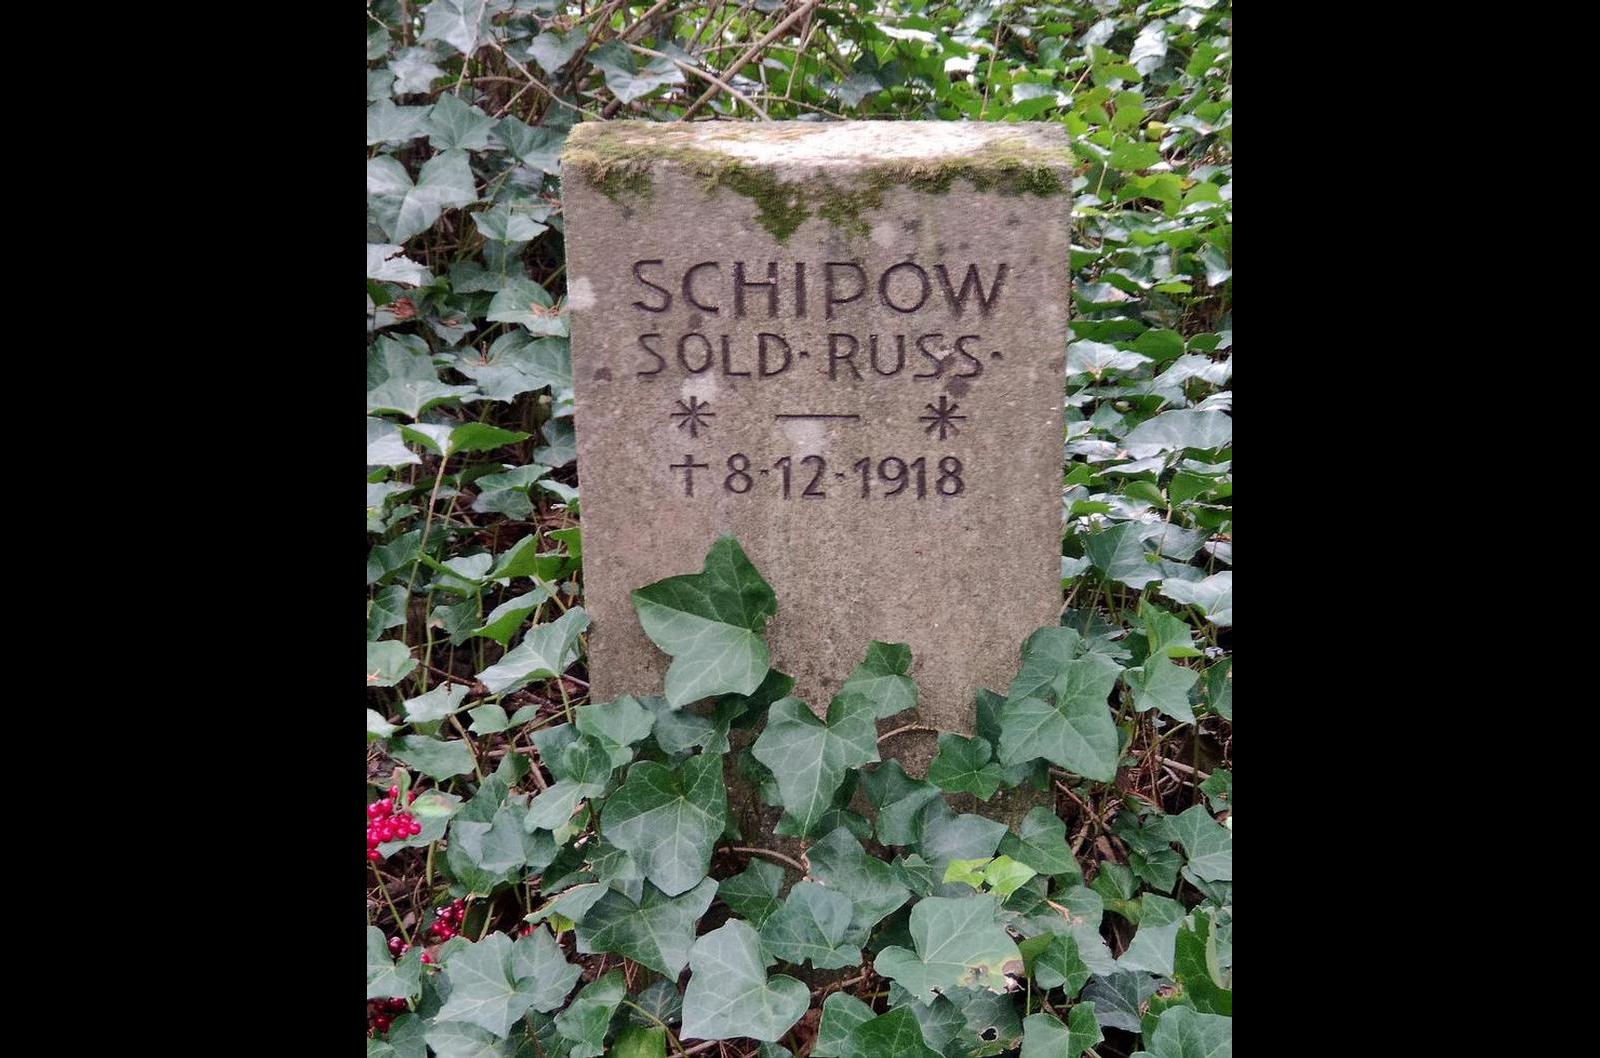 SCHIPOW
SOLD· RUSS·
* — *
† 8·12·1918